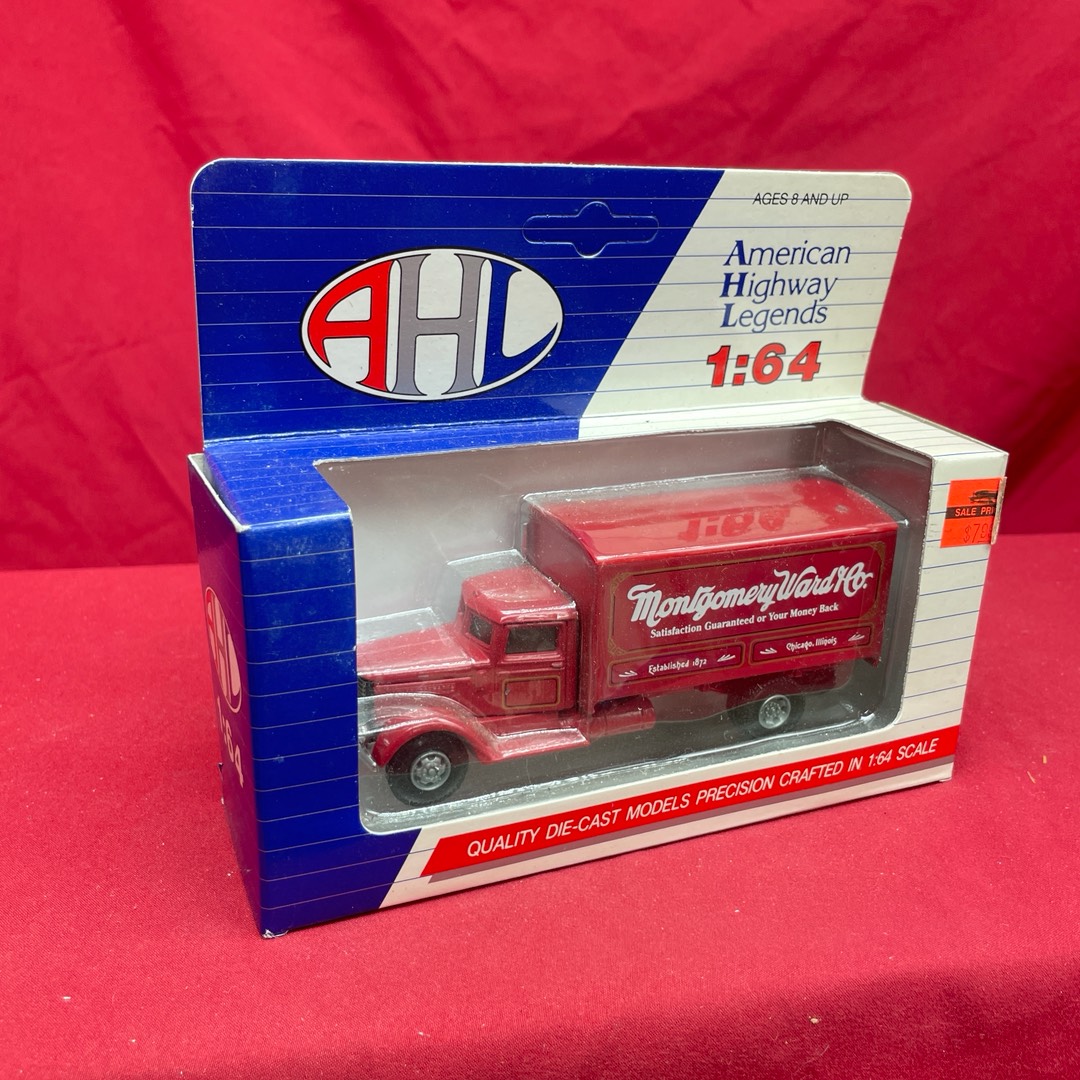 AGES 8 AND UP
AHL
American
Highway
Legends
1:64
SALE
Montgomery Ward & Co.
Satisfaction Guaranteed or Your Money Back
Established 1872
Chicago, Illinois
QUALITY DIE-CAST MODELS PRECISION CRAFTED IN 1:64 SCALE
AHL
1:64